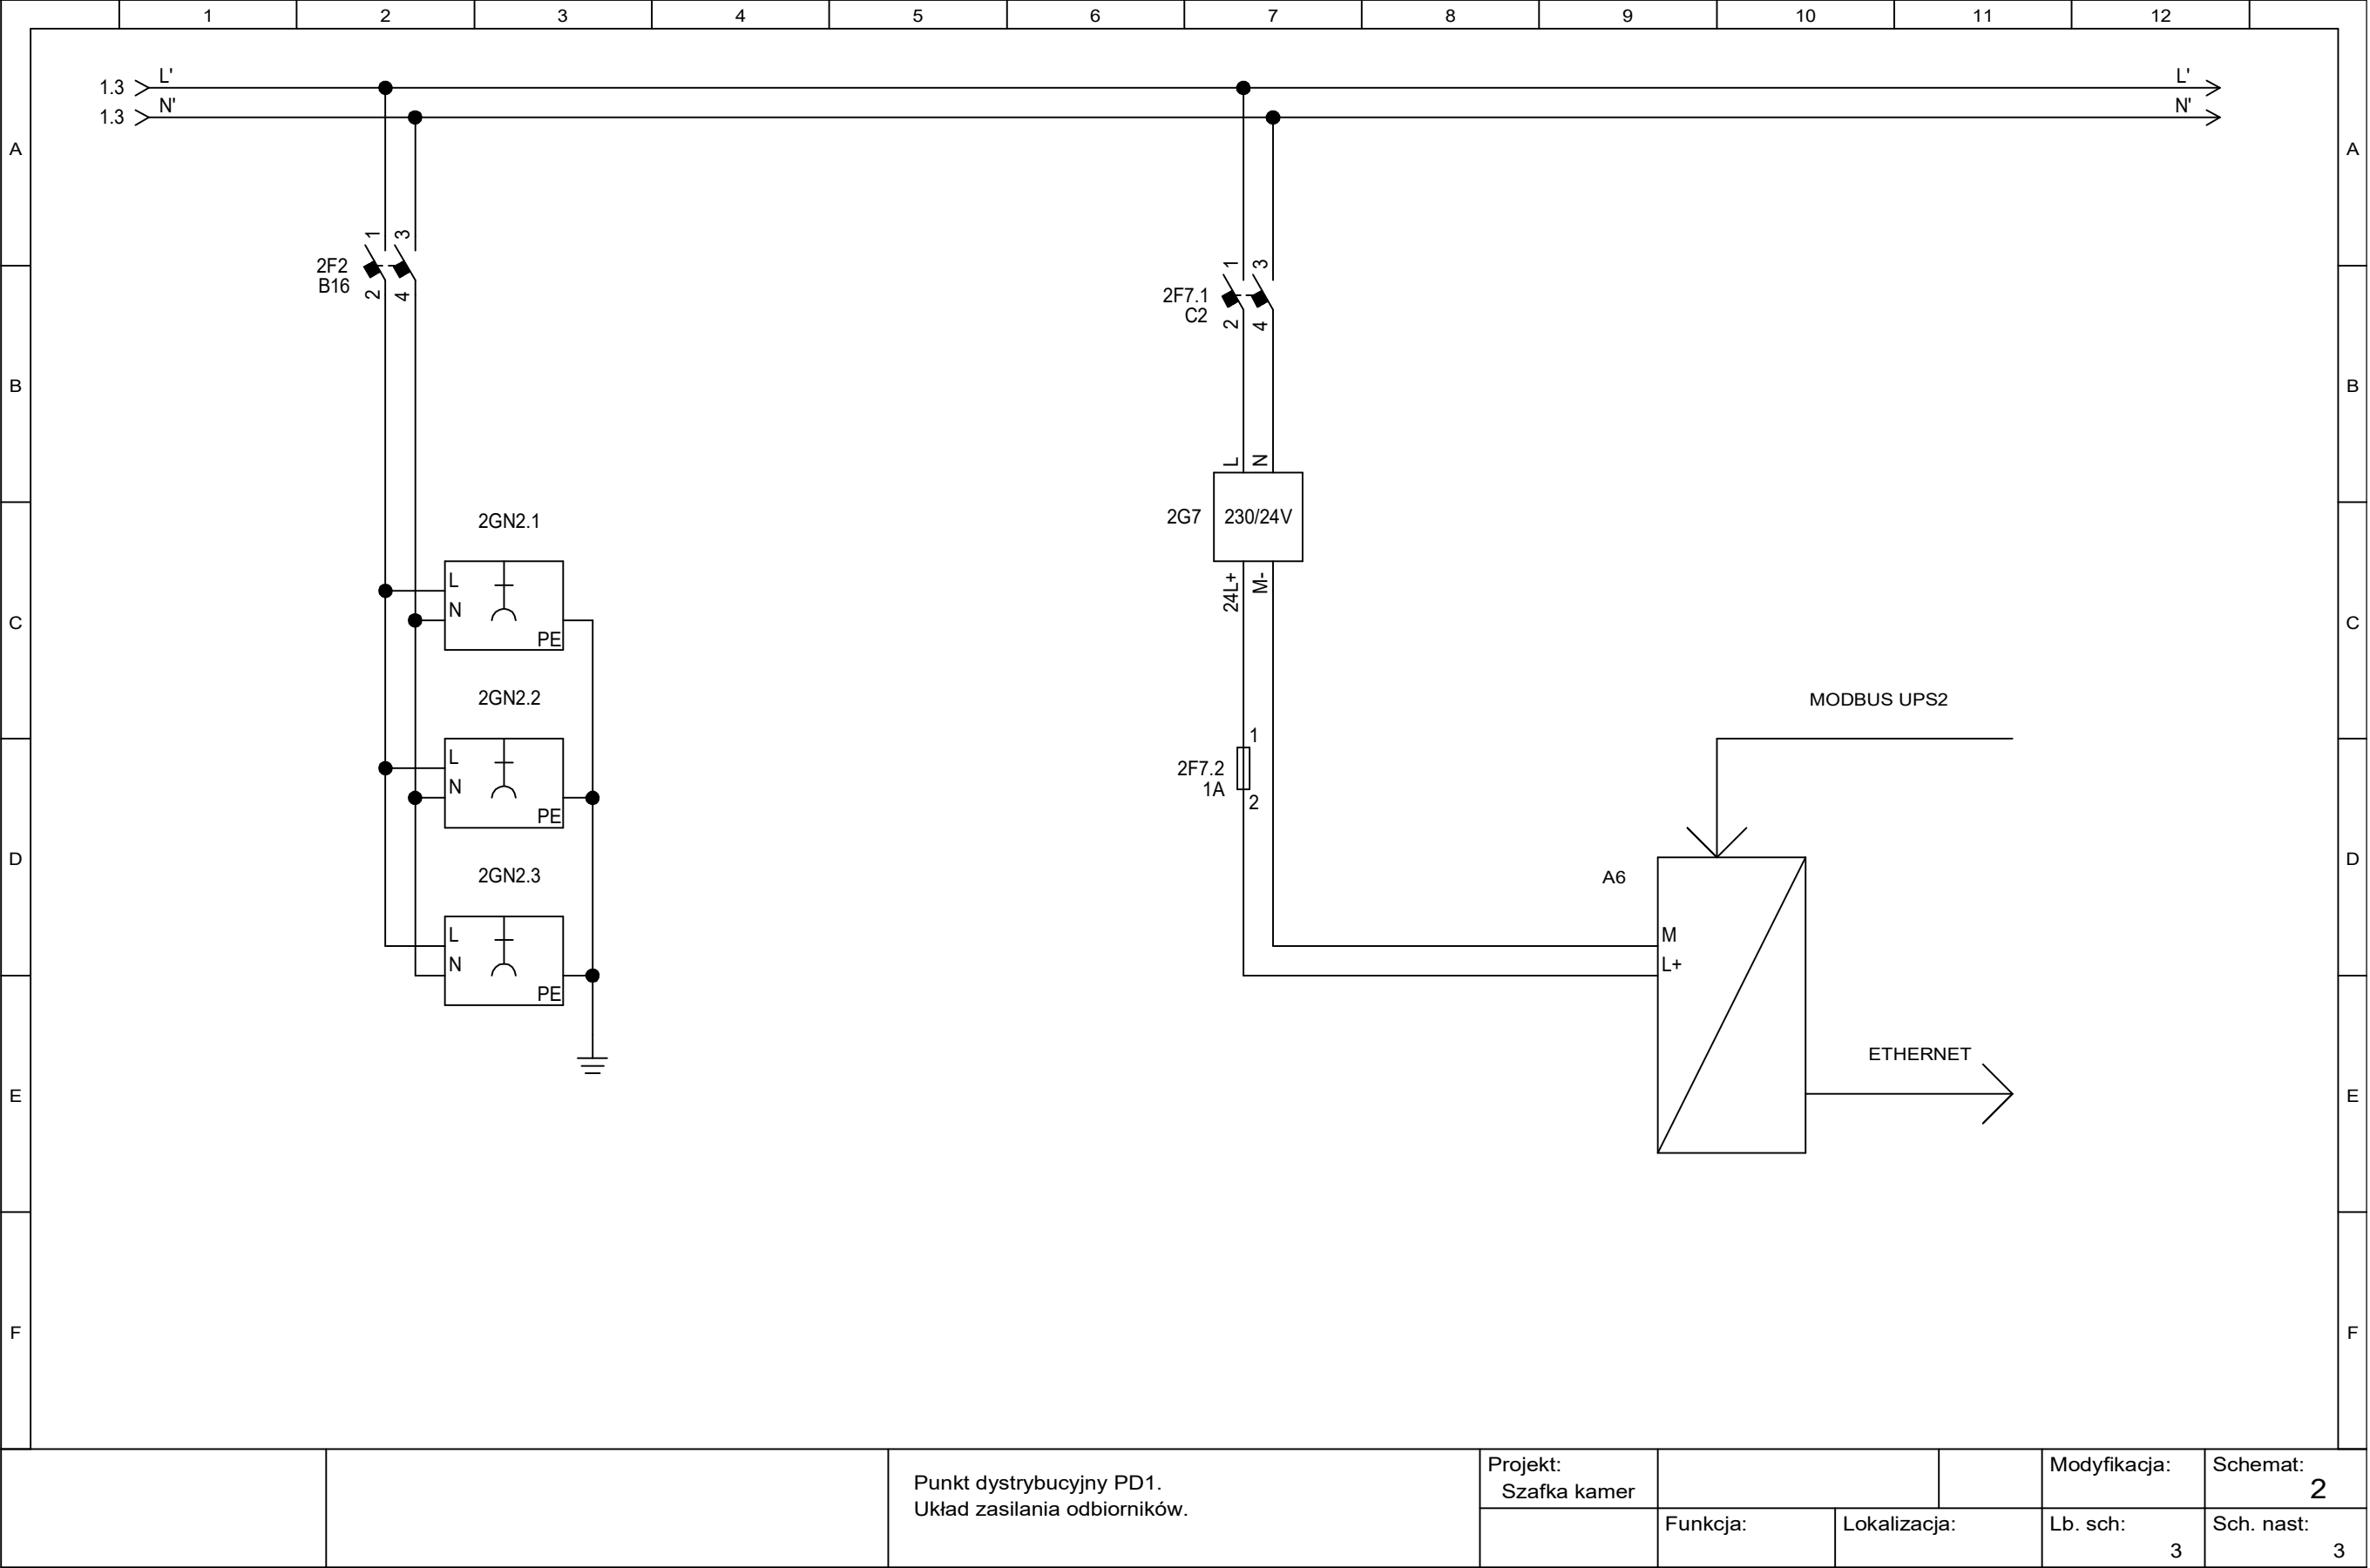 1 2 3 4 5 6 7 8 9 10 11 12
1.3 L' L'
1.3 N' N'
A A
1 3
2F2
B16
2 4
1 3
2F7.1
C2
2 4
B B
L N
2G7 230/24V
24L+ M-
2GN2.1
L
N
PE
C C
2GN2.2
L
N
PE
MODBUS UPS2
1
2F7.2
1A
2
D D
2GN2.3
L
N
PE
A6
M
L+
ETHERNET
E E
F F
Punkt dystrybucyjny PD1.
Układ zasilania odbiorników.
Projekt:
Szafka kamer
Modyfikacja:
Schemat:
2
Funkcja:
Lokalizacja:
Lb. sch:
3
Sch. nast:
3